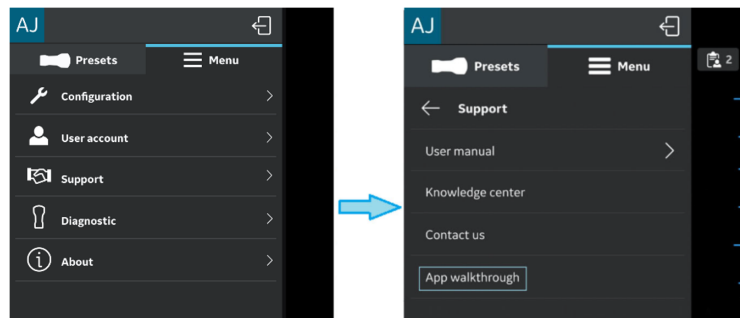 AJ
Presets
Menu
Configuration
User account
Support
Diagnostic
About
AJ
Presets
Menu
2
Support
User manual
Knowledge center
Contact us
App walkthrough